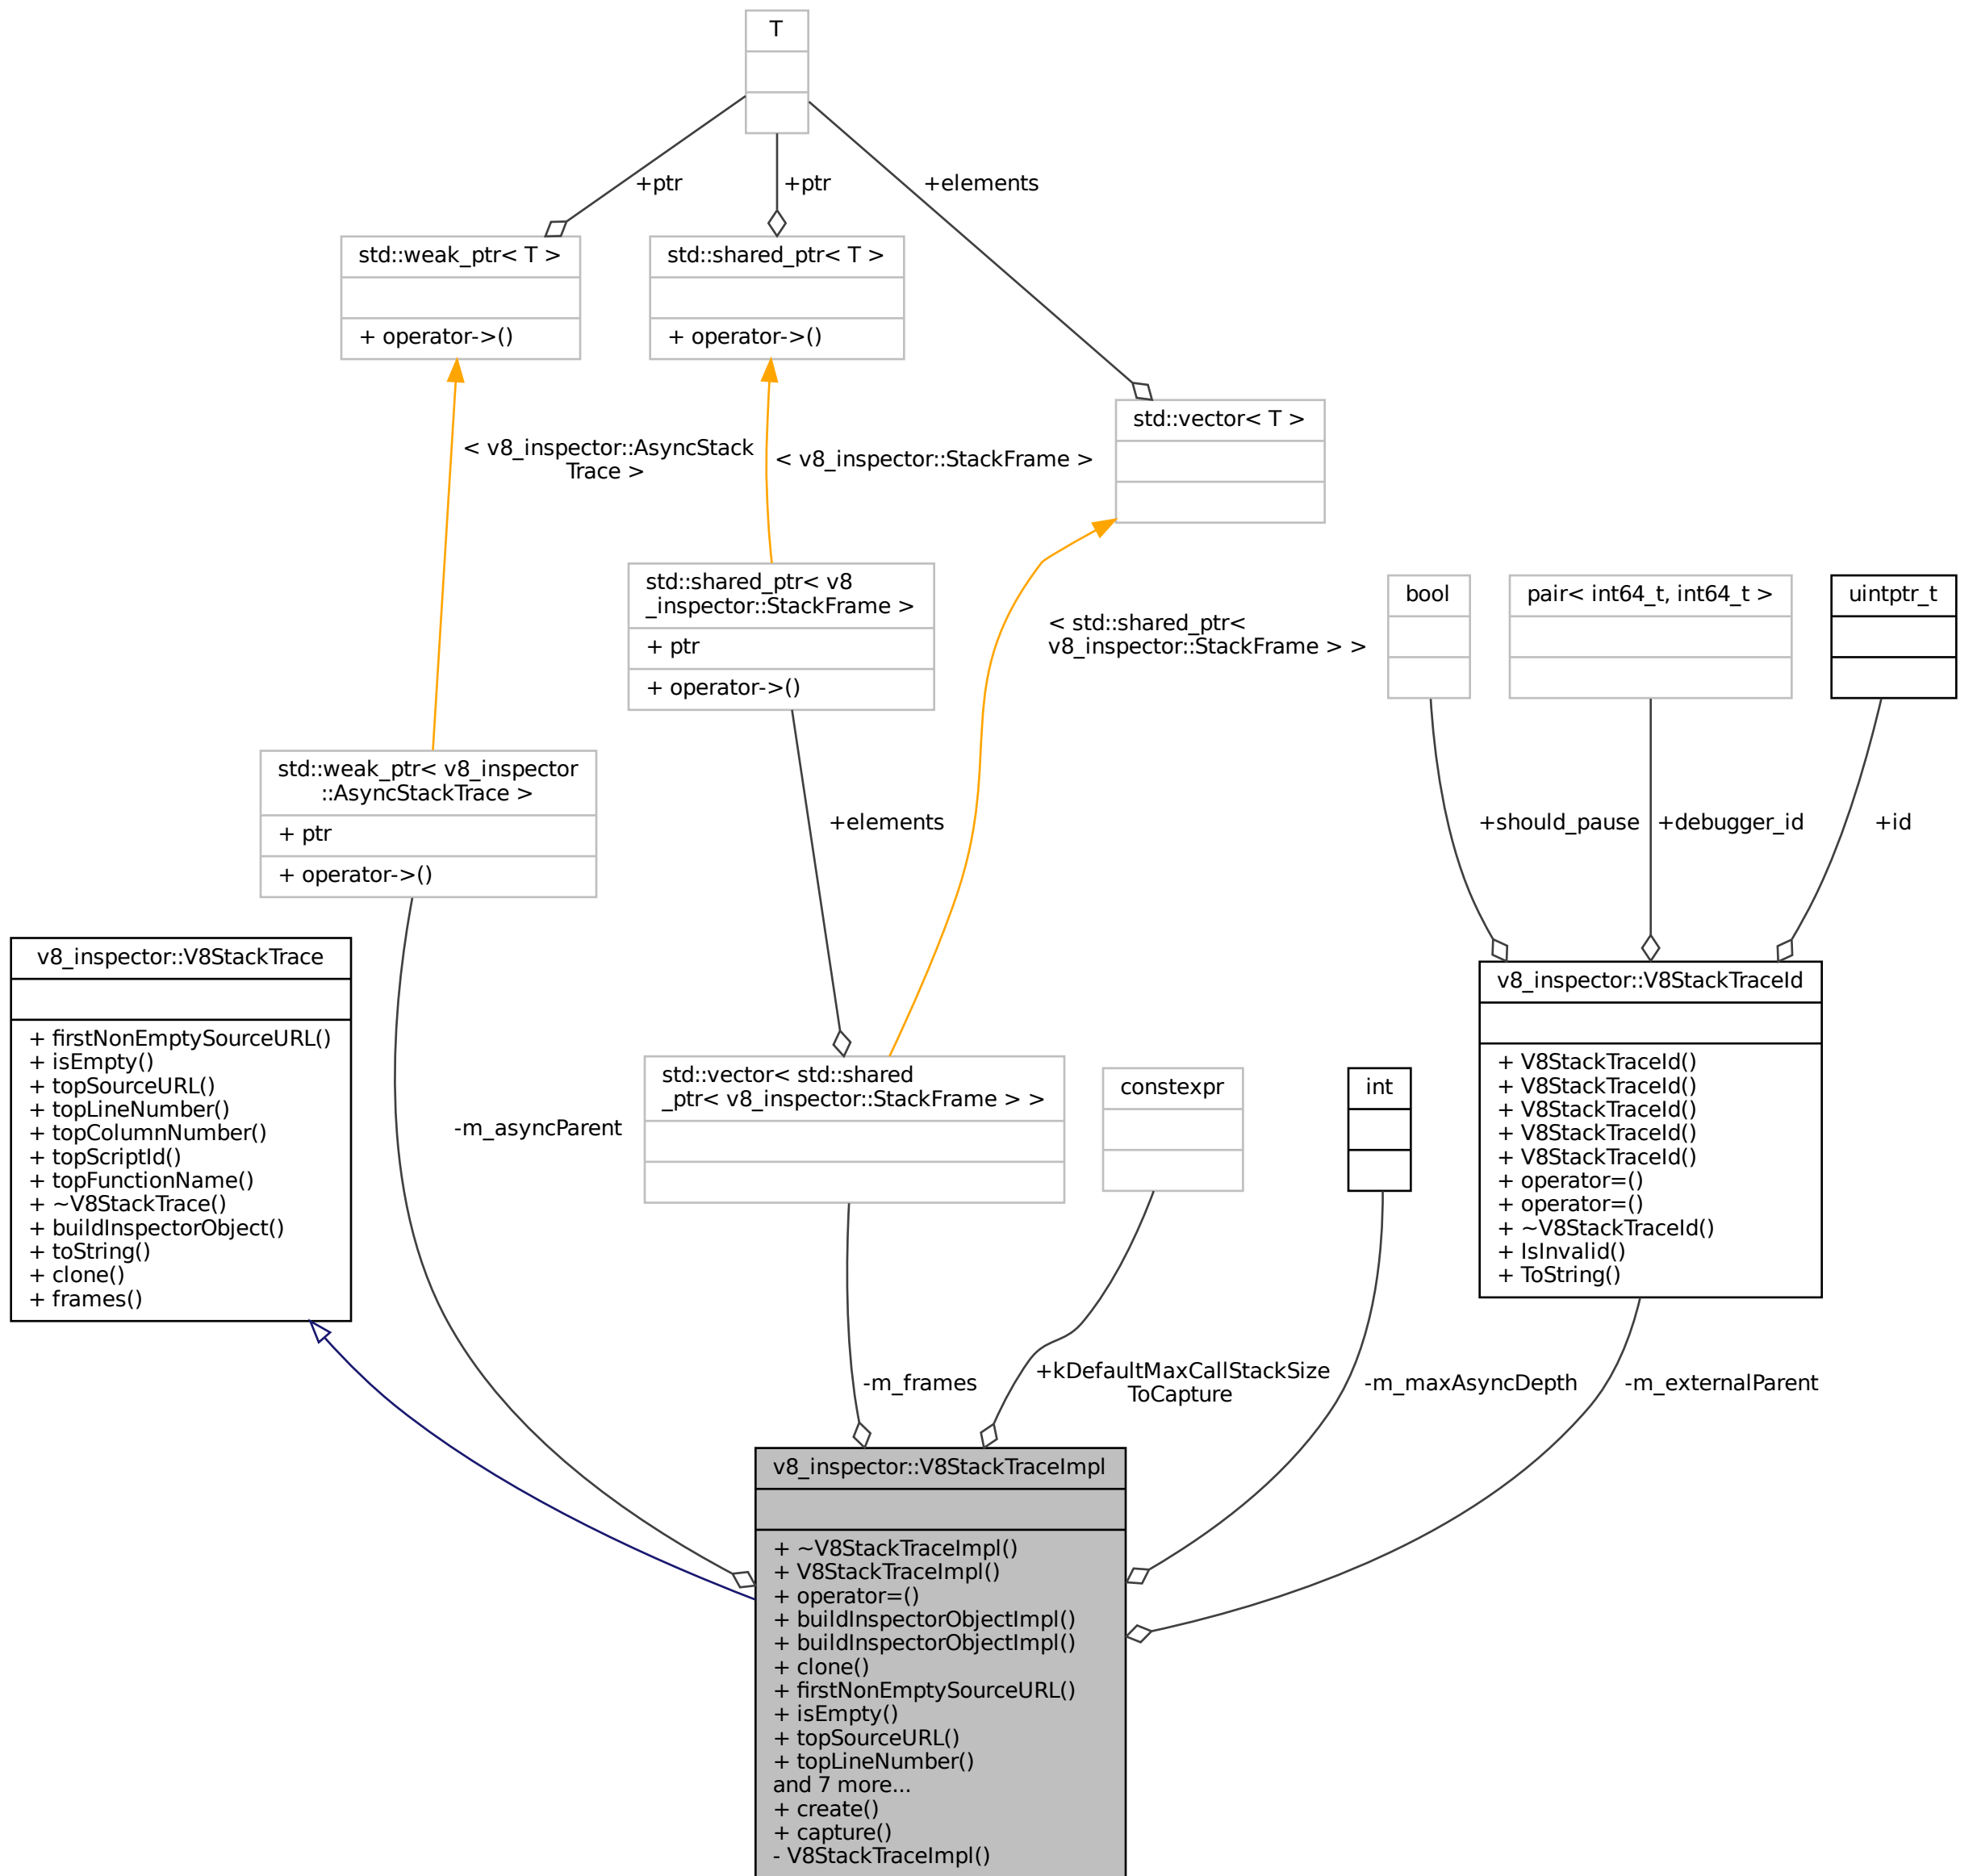 T
+ptr
+ptr
+elements
std::weak_ptr< T >
+ operator->()
std::shared_ptr< T >
+ operator->()
std::vector< T >
< v8_inspector::AsyncStack
Trace >
< v8_inspector::StackFrame >
std::shared_ptr< v8
_inspector::StackFrame >
+ ptr
+ operator->()
< std::shared_ptr<
v8_inspector::StackFrame > >
bool
pair< int64_t, int64_t >
uintptr_t
std::weak_ptr< v8_inspector
::AsyncStackTrace >
+ ptr
+ operator->()
+elements
+should_pause
+debugger_id
+id
v8_inspector::V8StackTrace
+ firstNonEmptySourceURL()
+ isEmpty()
+ topSourceURL()
+ topLineNumber()
+ topColumnNumber()
+ topScriptId()
+ topFunctionName()
+ ~V8StackTrace()
+ buildInspectorObject()
+ toString()
+ clone()
+ frames()
-m_asyncParent
std::vector< std::shared
_ptr< v8_inspector::StackFrame > >
constexpr
int
v8_inspector::V8StackTraceId
+ V8StackTraceId()
+ V8StackTraceId()
+ V8StackTraceId()
+ V8StackTraceId()
+ V8StackTraceId()
+ operator=()
+ operator=()
+ ~V8StackTraceId()
+ IsInvalid()
+ ToString()
-m_frames
+kDefaultMaxCallStackSize
ToCapture
-m_maxAsyncDepth
-m_externalParent
v8_inspector::V8StackTraceImpl
+ ~V8StackTraceImpl()
+ V8StackTraceImpl()
+ operator=()
+ buildInspectorObjectImpl()
+ buildInspectorObjectImpl()
+ clone()
+ firstNonEmptySourceURL()
+ isEmpty()
+ topSourceURL()
+ topLineNumber()
and 7 more...
+ create()
+ capture()
- V8StackTraceImpl()